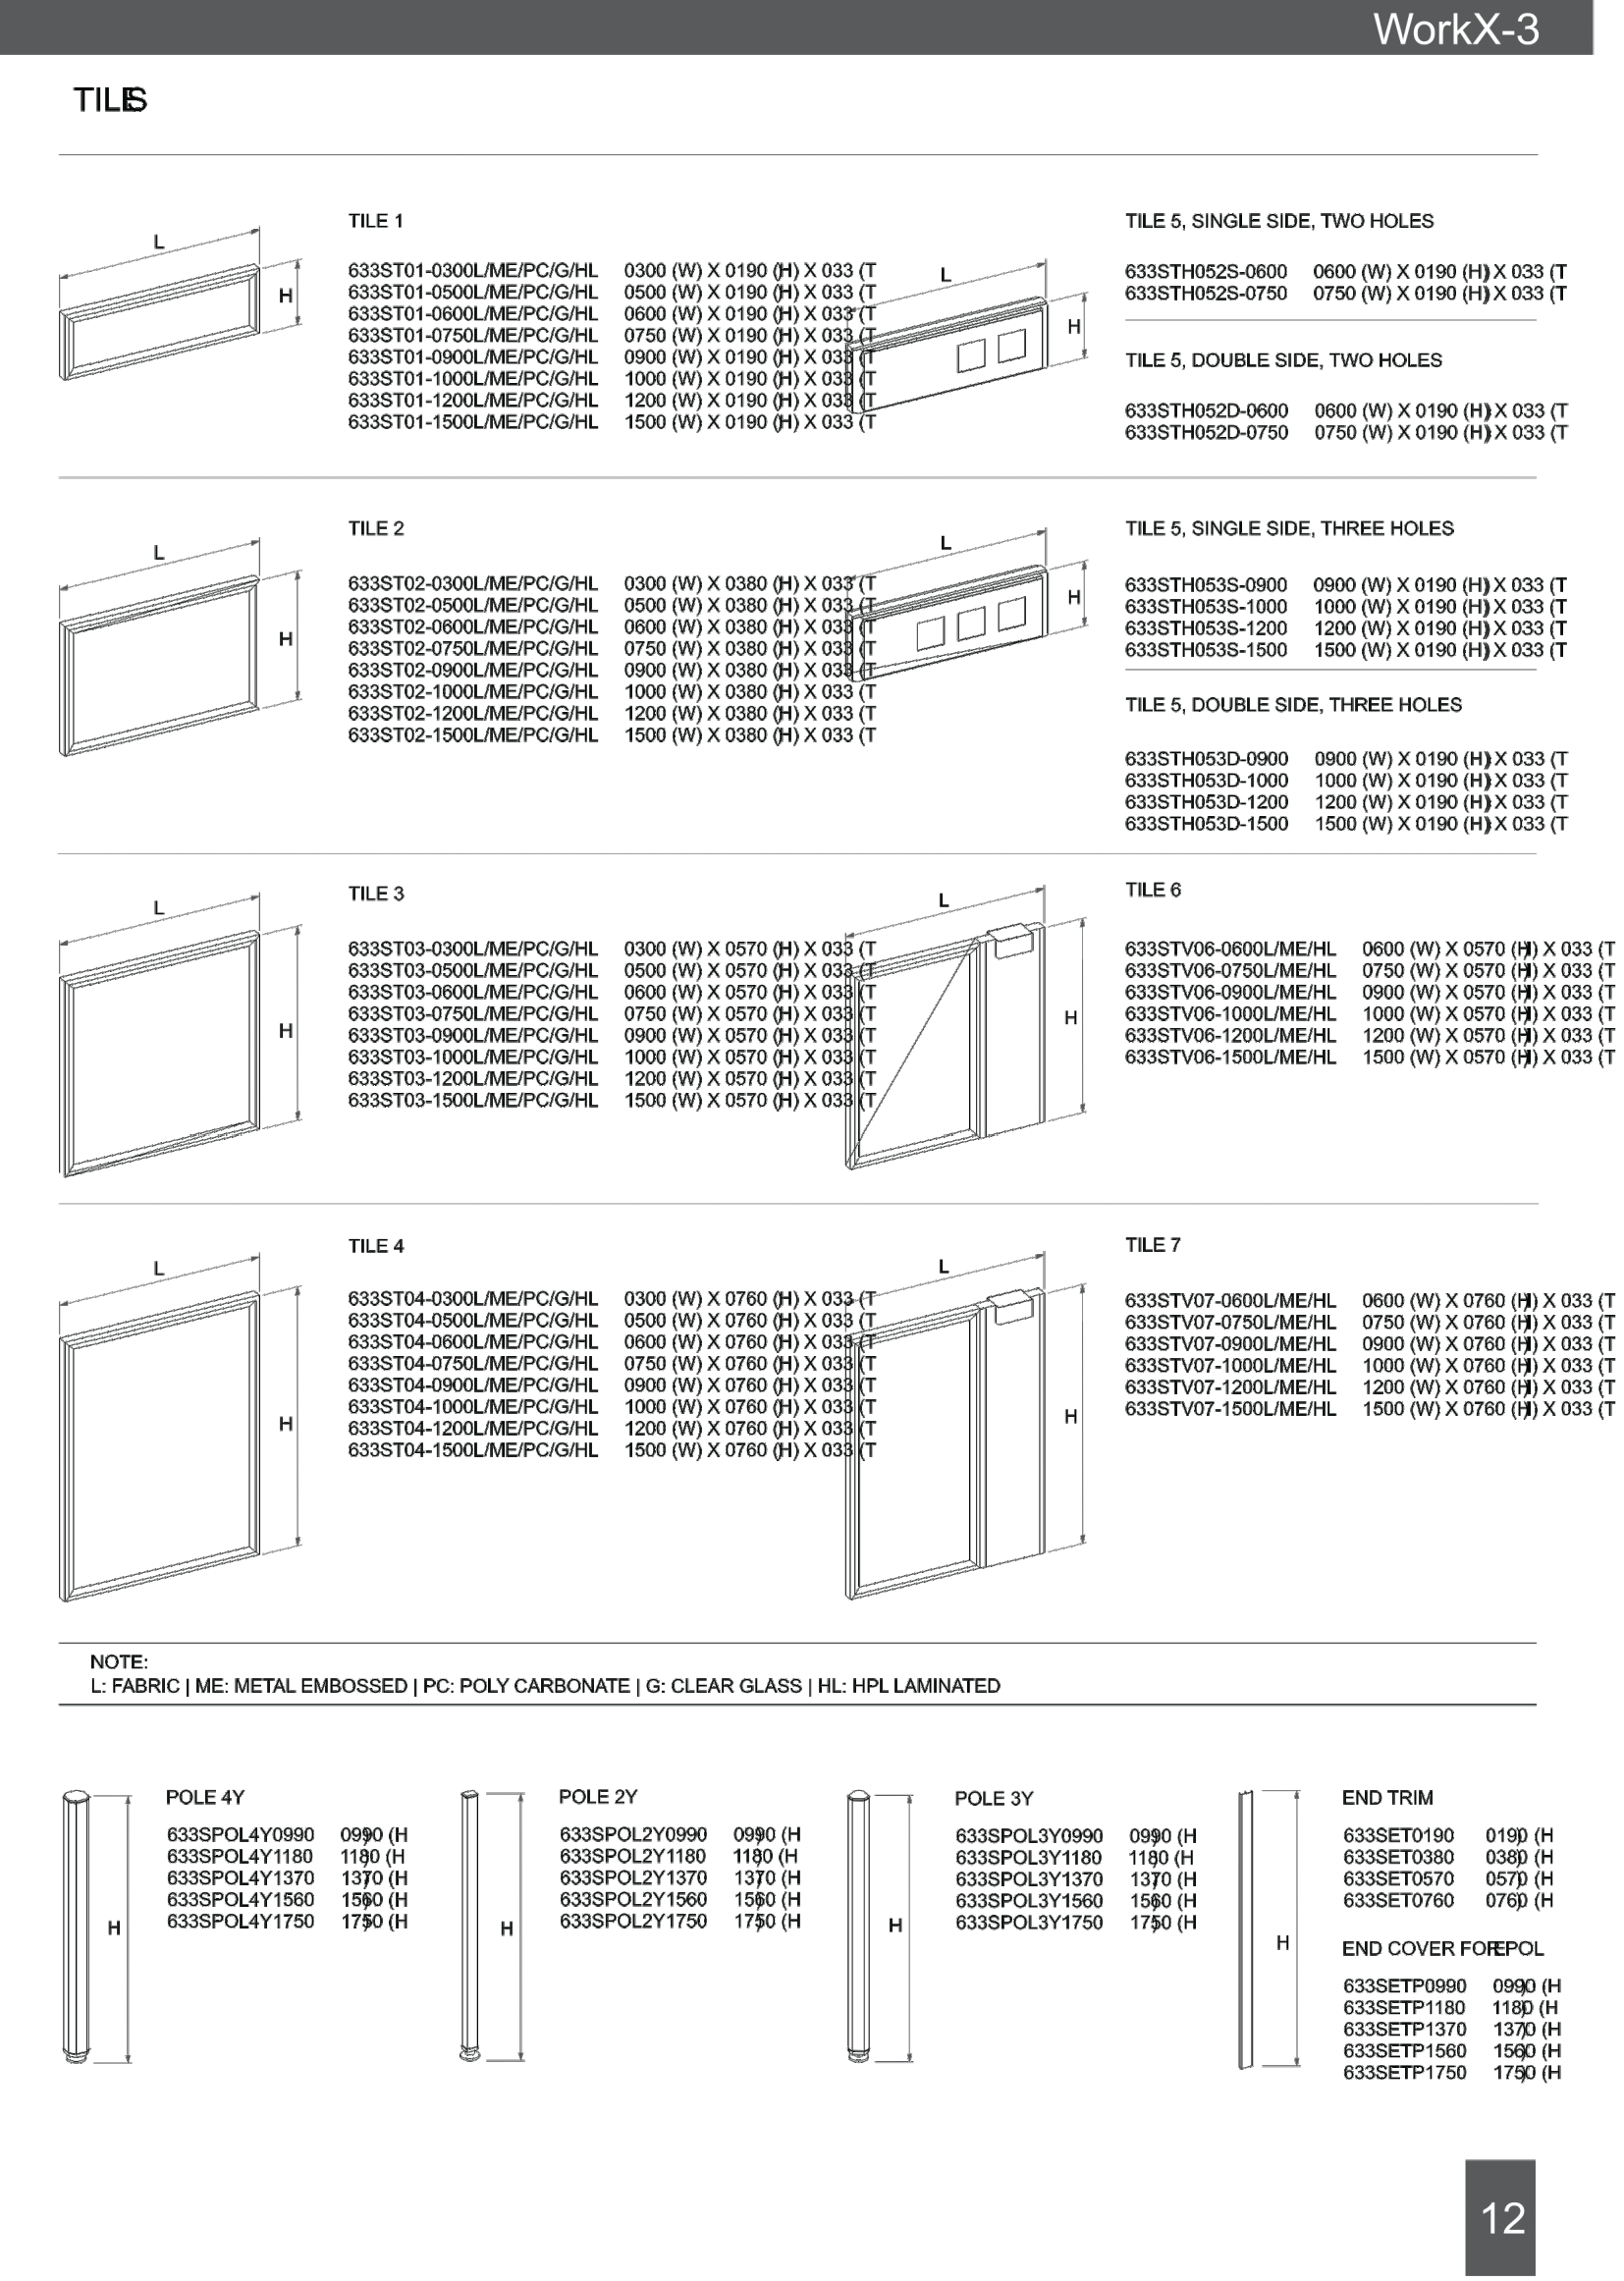 WorkX-3
TILES
TILE 1
L
H
633ST01-0300L/ME/PC/G/HL 0300 (W) X 0190 (H) X 033 (T
633ST01-0500L/ME/PC/G/HL 0500 (W) X 0190 (H) X 033 (T
633ST01-0600L/ME/PC/G/HL 0600 (W) X 0190 (H) X 033 (T
633ST01-0750L/ME/PC/G/HL 0750 (W) X 0190 (H) X 033 (T
633ST01-0900L/ME/PC/G/HL 0900 (W) X 0190 (H) X 033 (T
633ST01-1000L/ME/PC/G/HL 1000 (W) X 0190 (H) X 033 (T
633ST01-1200L/ME/PC/G/HL 1200 (W) X 0190 (H) X 033 (T
633ST01-1500L/ME/PC/G/HL 1500 (W) X 0190 (H) X 033 (T
L
H
TILE 5, SINGLE SIDE, TWO HOLES
633STH052S-0600 0600 (W) X 0190 (H) X 033 (T
633STH052S-0750 0750 (W) X 0190 (H) X 033 (T
TILE 5, DOUBLE SIDE, TWO HOLES
633STH052D-0600 0600 (W) X 0190 (H) X 033 (T
633STH052D-0750 0750 (W) X 0190 (H) X 033 (T
TILE 2
L
H
633ST02-0300L/ME/PC/G/HL 0300 (W) X 0380 (H) X 033 (T
633ST02-0500L/ME/PC/G/HL 0500 (W) X 0380 (H) X 033 (T
633ST02-0600L/ME/PC/G/HL 0600 (W) X 0380 (H) X 033 (T
633ST02-0750L/ME/PC/G/HL 0750 (W) X 0380 (H) X 033 (T
633ST02-0900L/ME/PC/G/HL 0900 (W) X 0380 (H) X 033 (T
633ST02-1000L/ME/PC/G/HL 1000 (W) X 0380 (H) X 033 (T
633ST02-1200L/ME/PC/G/HL 1200 (W) X 0380 (H) X 033 (T
633ST02-1500L/ME/PC/G/HL 1500 (W) X 0380 (H) X 033 (T
L
H
TILE 5, SINGLE SIDE, THREE HOLES
633STH053S-0900 0900 (W) X 0190 (H) X 033 (T
633STH053S-1000 1000 (W) X 0190 (H) X 033 (T
633STH053S-1200 1200 (W) X 0190 (H) X 033 (T
633STH053S-1500 1500 (W) X 0190 (H) X 033 (T
TILE 5, DOUBLE SIDE, THREE HOLES
633STH053D-0900 0900 (W) X 0190 (H) X 033 (T
633STH053D-1000 1000 (W) X 0190 (H) X 033 (T
633STH053D-1200 1200 (W) X 0190 (H) X 033 (T
633STH053D-1500 1500 (W) X 0190 (H) X 033 (T
TILE 3
L
H
633ST03-0300L/ME/PC/G/HL 0300 (W) X 0570 (H) X 033 (T
633ST03-0500L/ME/PC/G/HL 0500 (W) X 0570 (H) X 033 (T
633ST03-0600L/ME/PC/G/HL 0600 (W) X 0570 (H) X 033 (T
633ST03-0750L/ME/PC/G/HL 0750 (W) X 0570 (H) X 033 (T
633ST03-0900L/ME/PC/G/HL 0900 (W) X 0570 (H) X 033 (T
633ST03-1000L/ME/PC/G/HL 1000 (W) X 0570 (H) X 033 (T
633ST03-1200L/ME/PC/G/HL 1200 (W) X 0570 (H) X 033 (T
633ST03-1500L/ME/PC/G/HL 1500 (W) X 0570 (H) X 033 (T
L
H
TILE 6
633STV06-0600L/ME/HL 0600 (W) X 0570 (H) X 033 (T
633STV06-0750L/ME/HL 0750 (W) X 0570 (H) X 033 (T
633STV06-0900L/ME/HL 0900 (W) X 0570 (H) X 033 (T
633STV06-1000L/ME/HL 1000 (W) X 0570 (H) X 033 (T
633STV06-1200L/ME/HL 1200 (W) X 0570 (H) X 033 (T
633STV06-1500L/ME/HL 1500 (W) X 0570 (H) X 033 (T
TILE 4
L
H
633ST04-0300L/ME/PC/G/HL 0300 (W) X 0760 (H) X 033 (T
633ST04-0500L/ME/PC/G/HL 0500 (W) X 0760 (H) X 033 (T
633ST04-0600L/ME/PC/G/HL 0600 (W) X 0760 (H) X 033 (T
633ST04-0750L/ME/PC/G/HL 0750 (W) X 0760 (H) X 033 (T
633ST04-0900L/ME/PC/G/HL 0900 (W) X 0760 (H) X 033 (T
633ST04-1000L/ME/PC/G/HL 1000 (W) X 0760 (H) X 033 (T
633ST04-1200L/ME/PC/G/HL 1200 (W) X 0760 (H) X 033 (T
633ST04-1500L/ME/PC/G/HL 1500 (W) X 0760 (H) X 033 (T
L
H
TILE 7
633STV07-0600L/ME/HL 0600 (W) X 0760 (H) X 033 (T
633STV07-0750L/ME/HL 0750 (W) X 0760 (H) X 033 (T
633STV07-0900L/ME/HL 0900 (W) X 0760 (H) X 033 (T
633STV07-1000L/ME/HL 1000 (W) X 0760 (H) X 033 (T
633STV07-1200L/ME/HL 1200 (W) X 0760 (H) X 033 (T
633STV07-1500L/ME/HL 1500 (W) X 0760 (H) X 033 (T
NOTE:
L: FABRIC | ME: METAL EMBOSSED | PC: POLY CARBONATE | G: CLEAR GLASS | HL: HPL LAMINATED
POLE 4Y
633SPOL4Y0990 0990 (H)
633SPOL4Y1180 1180 (H)
633SPOL4Y1370 1370 (H)
633SPOL4Y1560 1560 (H)
633SPOL4Y1750 1750 (H)
H
POLE 2Y
633SPOL2Y0990 0990 (H)
633SPOL2Y1180 1180 (H)
633SPOL2Y1370 1370 (H)
633SPOL2Y1560 1560 (H)
633SPOL2Y1750 1750 (H)
H
POLE 3Y
633SPOL3Y0990 0990 (H)
633SPOL3Y1180 1180 (H)
633SPOL3Y1370 1370 (H)
633SPOL3Y1560 1560 (H)
633SPOL3Y1750 1750 (H)
H
END TRIM
633SET0190 0190 (H)
633SET0380 0380 (H)
633SET0570 0570 (H)
633SET0760 0760 (H)
H
END COVER FOR POLE
633SETP0990 0990 (H)
633SETP1180 1180 (H)
633SETP1370 1370 (H)
633SETP1560 1560 (H)
633SETP1750 1750 (H)
12